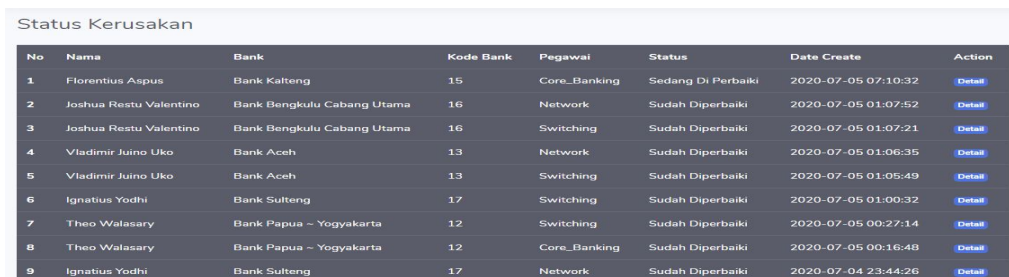 Status Kerusakan
No Nama Bank Kode Bank Pegawai Status Date Create Action
1 Florentius Aspus Bank Kalteng 15 Core_Banking Sedang Di Perbaiki 2020-07-05 07:10:32 Detail
2 Joshua Restu Valentino Bank Bengkulu Cabang Utama 16 Network Sudah Diperbaiki 2020-07-05 01:07:52 Detail
3 Joshua Restu Valentino Bank Bengkulu Cabang Utama 16 Switching Sudah Diperbaiki 2020-07-05 01:07:21 Detail
4 Vladimir Juino Uko Bank Aceh 13 Network Sudah Diperbaiki 2020-07-05 01:06:35 Detail
5 Vladimir Juino Uko Bank Aceh 13 Switching Sudah Diperbaiki 2020-07-05 01:05:49 Detail
6 Ignatius Yodhi Bank Sulteng 17 Switching Sudah Diperbaiki 2020-07-05 01:00:32 Detail
7 Theo Walasary Bank Papua ~ Yogyakarta 12 Switching Sudah Diperbaiki 2020-07-05 00:27:14 Detail
8 Theo Walasary Bank Papua ~ Yogyakarta 12 Core_Banking Sudah Diperbaiki 2020-07-05 00:16:48 Detail
9 Ignatius Yodhi Bank Sulteng 17 Network Sudah Diperbaiki 2020-07-04 23:44:26 Detail